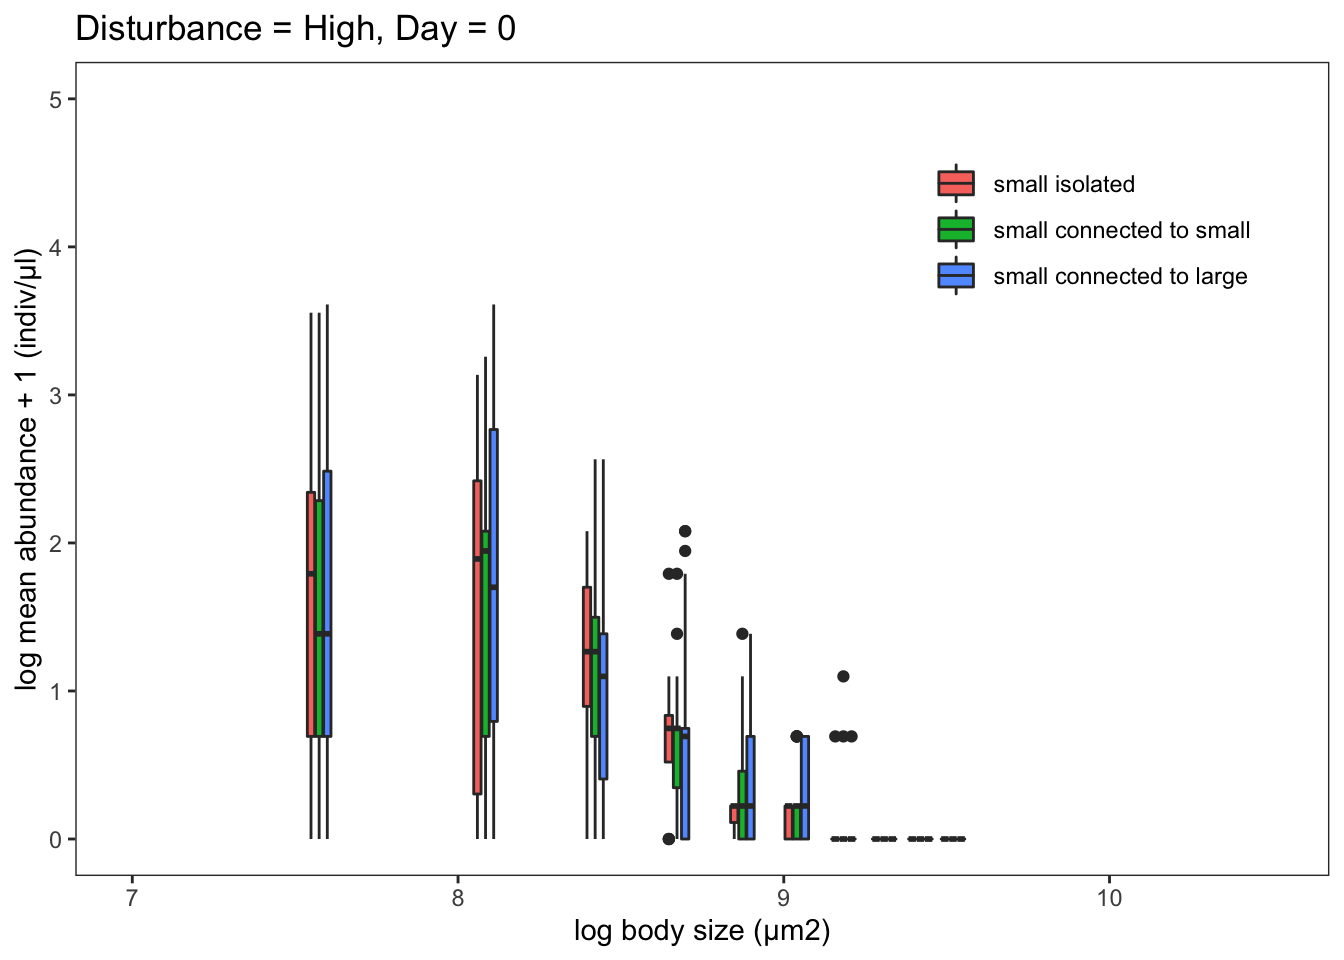 Disturbance = High, Day = 0
5
4
3
2
1
0
log mean abundance + 1 (indiv/µl)
small isolated
small connected to small
small connected to large
7 8 9 10
log body size (µm2)